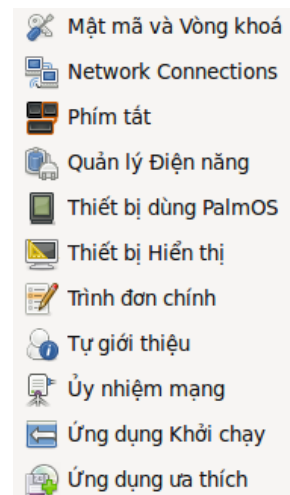 Mật mã và Vòng khoá
Network Connections
Phím tắt
Quản lý Điện năng
Thiết bị dùng PalmOS
Thiết bị Hiển thị
Trình đơn chính
Tự giới thiệu
Ủy nhiệm mạng
Ứng dụng Khởi chạy
Ứng dụng ưa thích